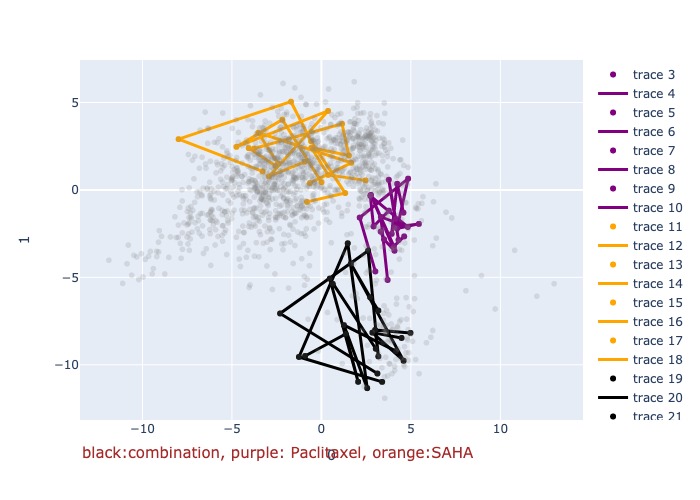 5
0
−5
−10
1
−10
−5
0
5
10
0
black:combination, purple: Paclitaxel, orange:SAHA
trace 3
trace 4
trace 5
trace 6
trace 7
trace 8
trace 9
trace 10
trace 11
trace 12
trace 13
trace 14
trace 15
trace 16
trace 17
trace 18
trace 19
trace 20
trace 21